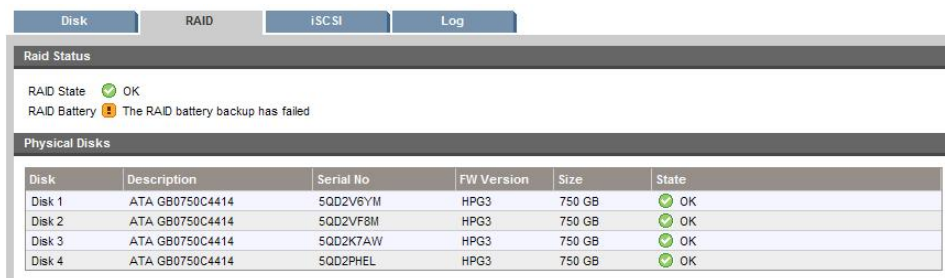 Disk RAID iSCSI Log
Raid Status
RAID State OK
RAID Battery The RAID battery backup has failed
Physical Disks
Disk Description Serial No FW Version Size State
Disk 1 ATA GB0750C4414 5QD2V6YM HPG3 750 GB OK
Disk 2 ATA GB0750C4414 5QD2VF8M HPG3 750 GB OK
Disk 3 ATA GB0750C4414 5QD2K7AW HPG3 750 GB OK
Disk 4 ATA GB0750C4414 5QD2PHEL HPG3 750 GB OK